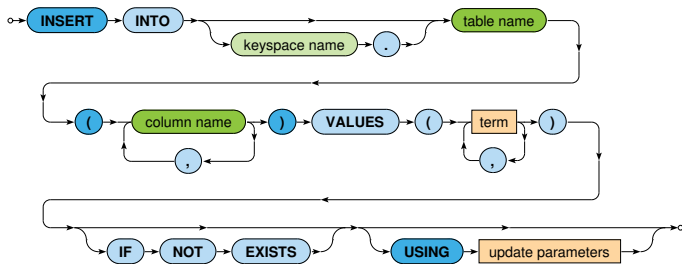 INSERT INTO table name
keyspace name .
( column name ) VALUES ( term )
, ,
IF NOT EXISTS USING update parameters